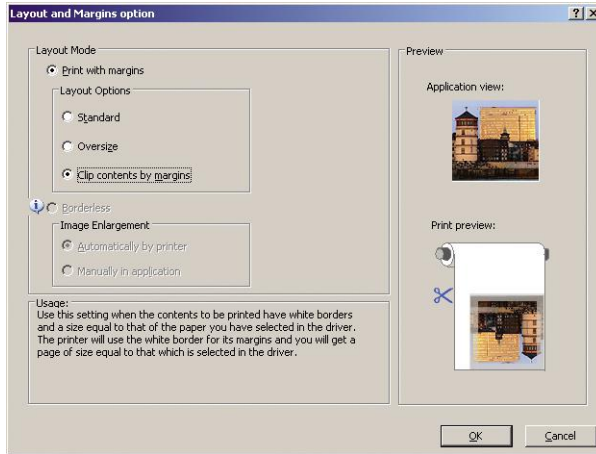 Layout and Margins option
Layout Mode
Print with margins
Layout Options
Standard
Oversize
Clip contents by margins
Borderless
Image Enlargement
Automatically by printer
Manually in application
Usage:
Use this setting when the contents to be printed have white borders
and a size equal to that of the paper you have selected in the driver.
The printer will use the white border for its margins and you will get a
page of size equal to that which is selected in the driver.
Preview
Application view:
Print preview:
OK
Cancel